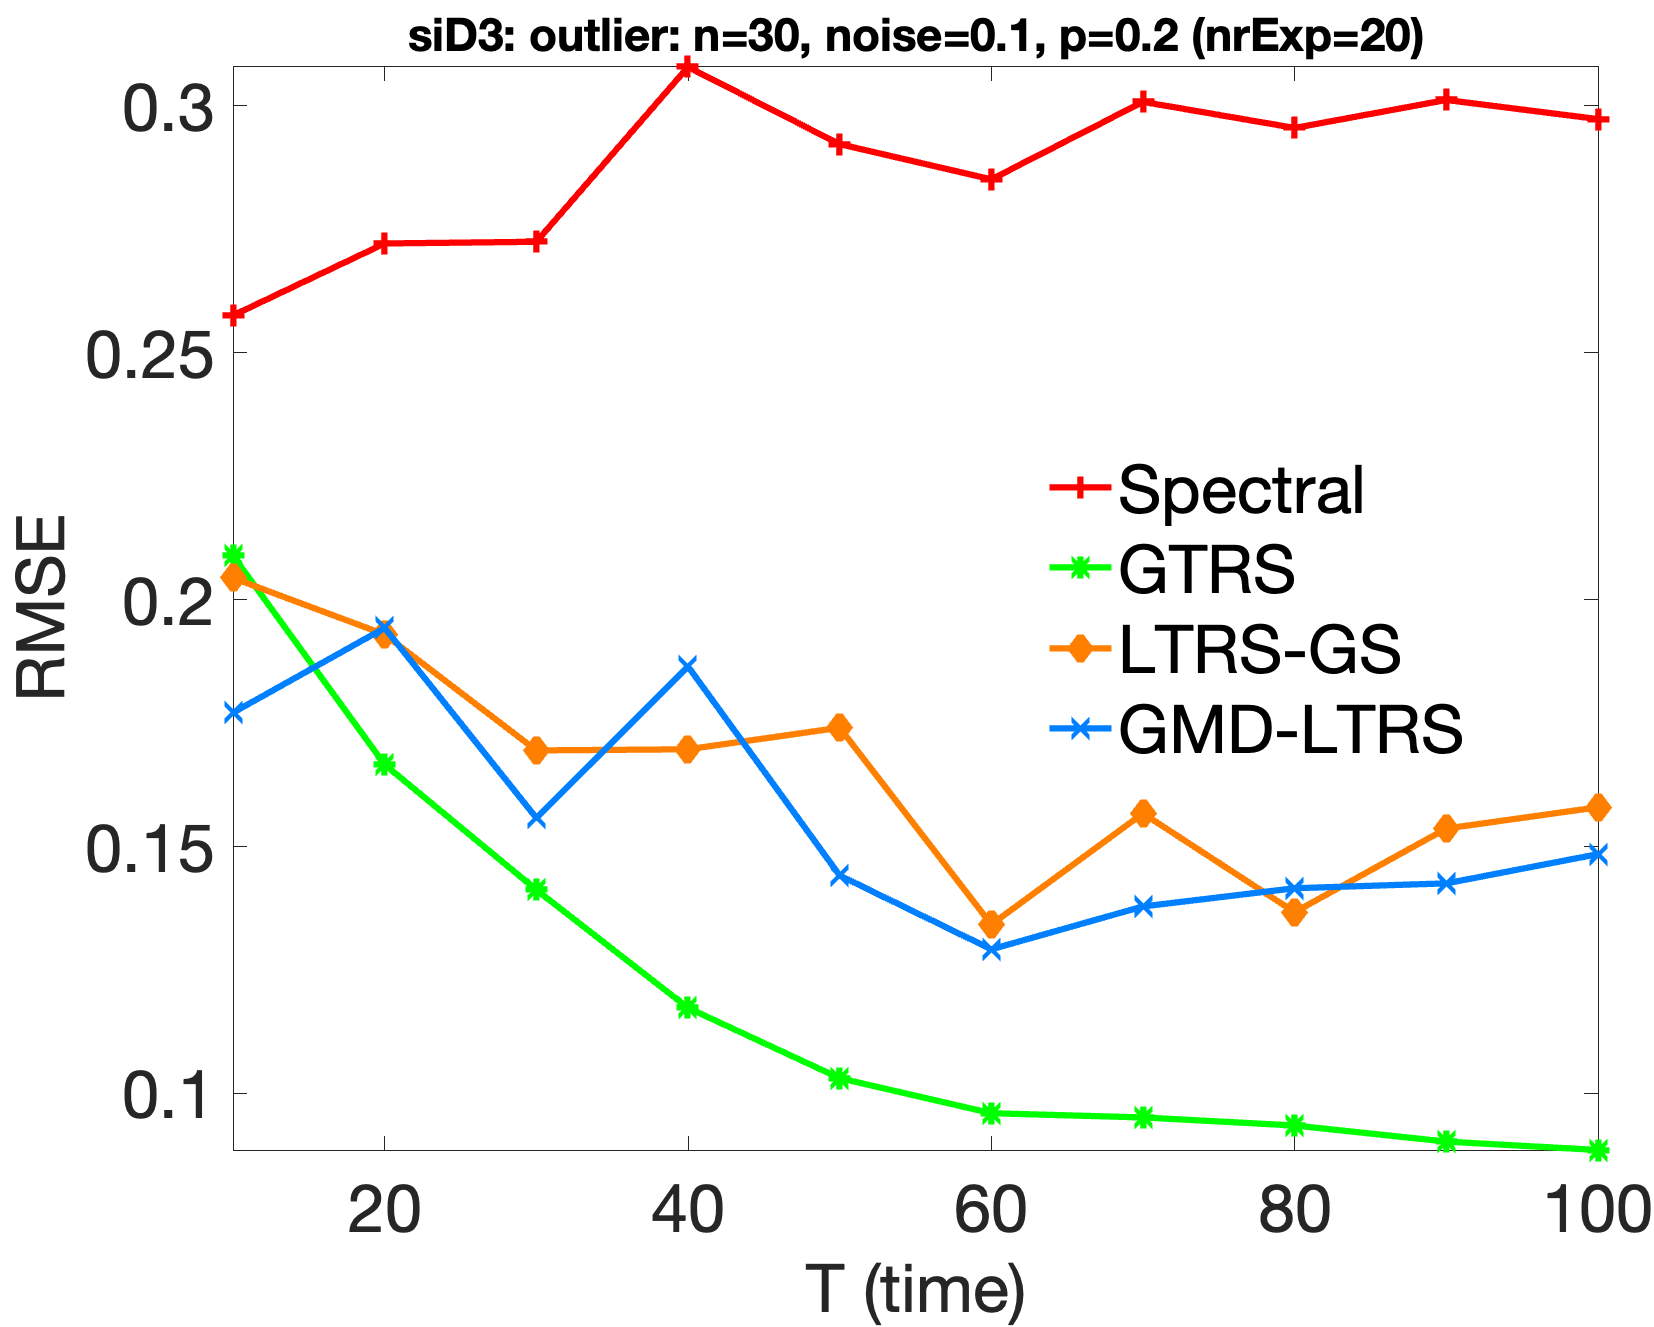 siD3: outlier: n=30, noise=0.1, p=0.2 (nrExp=20)
0.3
0.25
0.2
0.15
0.1
RMSE
Spectral
GTRS
LTRS-GS
GMD-LTRS
20 40 60 80 100
T (time)